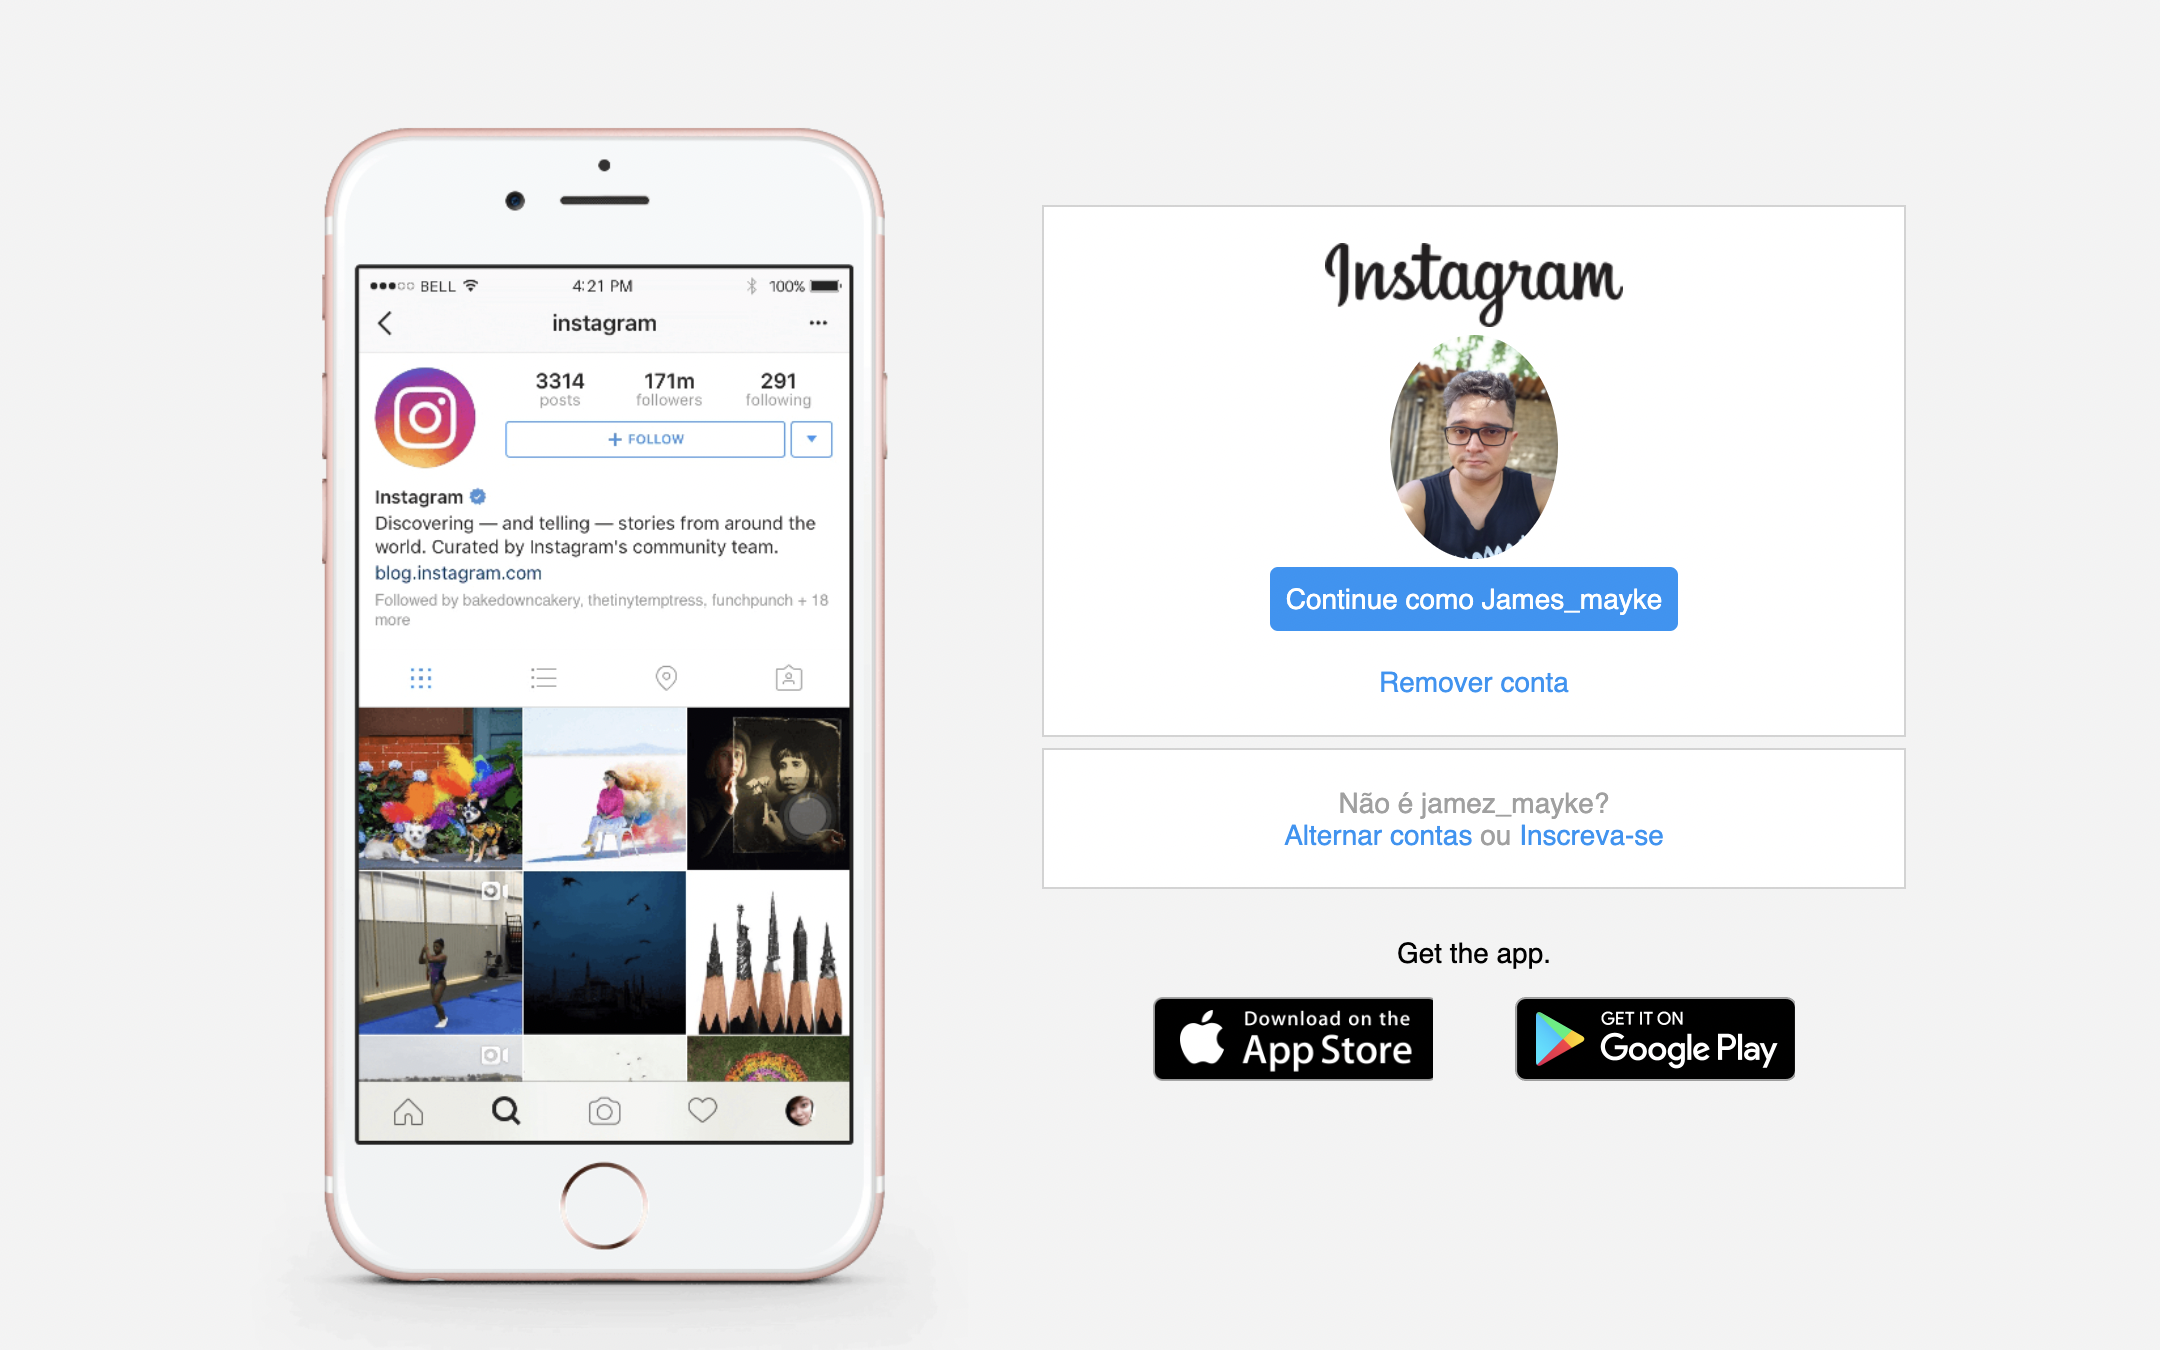 BELL 4:21 PM 100%
instagram
3314 171m 291
posts followers following
+ FOLLOW
Instagram
Discovering — and telling — stories from around the
world. Curated by Instagram's community team.
blog.instagram.com
Followed by bakedowncakery, thetinytemptress, funchpunch + 18
more
Instagram
Continue como James_mayke
Remover conta
Não é jamez_mayke?
Alternar contas ou Inscreva-se
Get the app.
Download on the
App Store
GET IT ON
Google Play